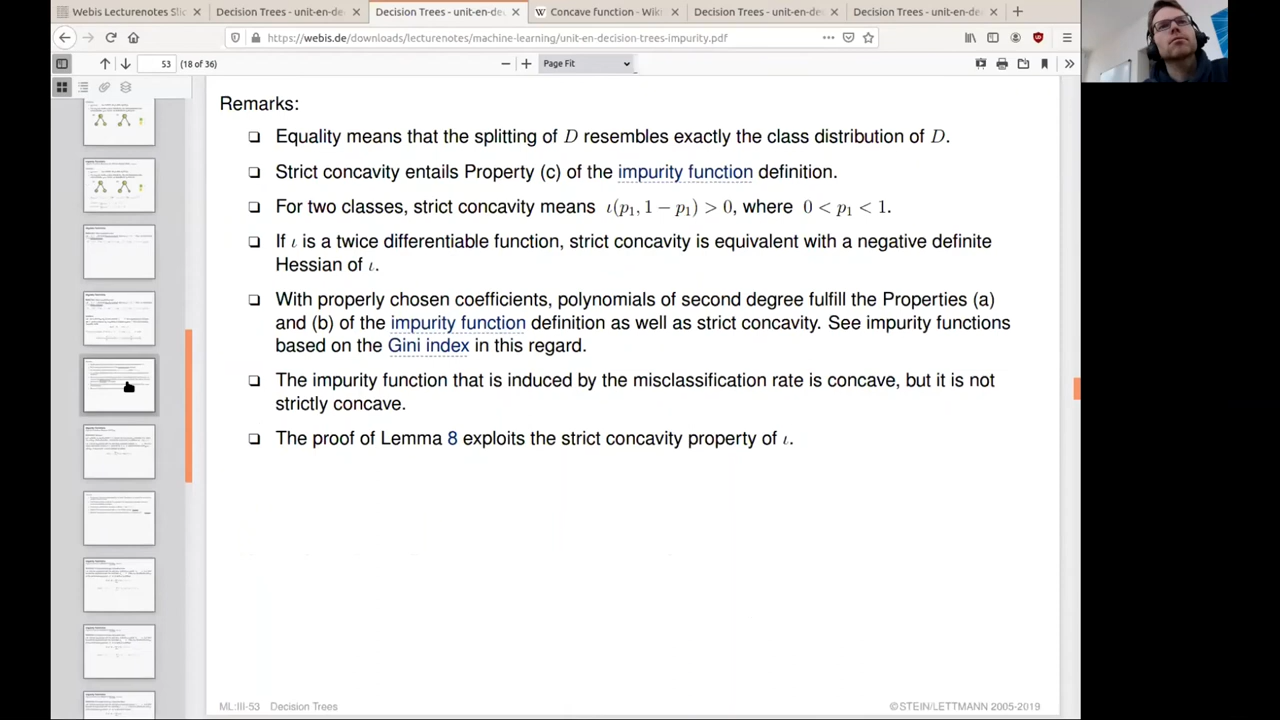 Webis Lecturenotes Slic
Decision Trees - unit-en-de
Decision Trees - unit-en-d
Concave function - Wiki
Decision Trees - unit-en-dec
Decision Trees - unit-en-dec
https://webis.de/downloads/lecturenotes/machine-learning/unit-en-decision-trees-impurity.pdf
53 (18 of 36) Page Fit
Remarks:
❑ Equality means that the splitting of D resembles exactly the class distribution of D.
❑ Strict concavity entails Property (c) of the impurity function definition.
❑ For two classes, strict concavity means ι(p₁, 1 − p₁) > 0, where 0 < p₁ < 1.
❑ If ι is a twice differentiable function, strict concavity is equivalent with a negative definite
Hessian of ι.
❑ With properly chosen coefficients, polynomials of second degree fulfill the Properties (a)
and (b) of the impurity function definition as well as strict concavity. See impurity functions
based on the Gini index in this regard.
❑ The impurity function that is induced by the misclassification rate is concave, but it is not
strictly concave.
❑ The proof of Lemma 8 exploits the strict concavity property of ι.
ML:III-53 Decision Trees
©STEIN/LETTMANN 2005-2019